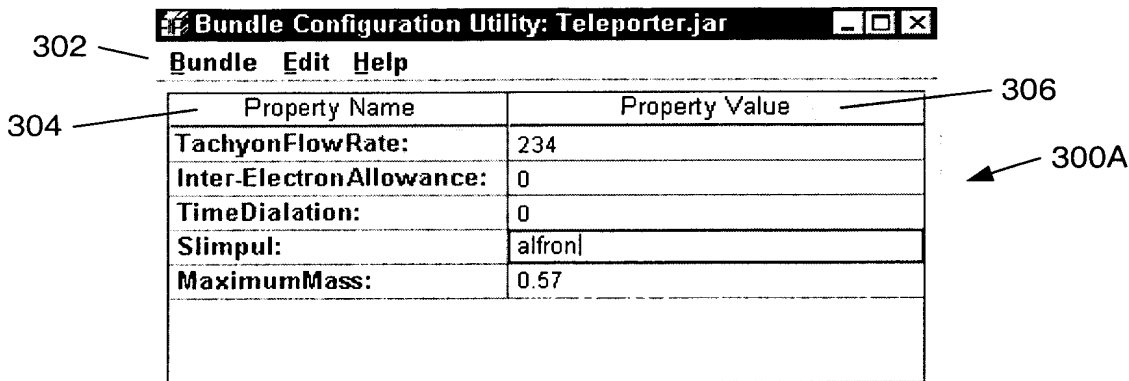 Bundle Configuration Utility: Teleporter.jar
302
Bundle Edit Help
304
Property Name Property Value
306
TachyonFlowRate: 234
300A
Inter-ElectronAllowance: 0
TimeDialation: 0
Slimpul: alfron
MaximumMass: 0.57